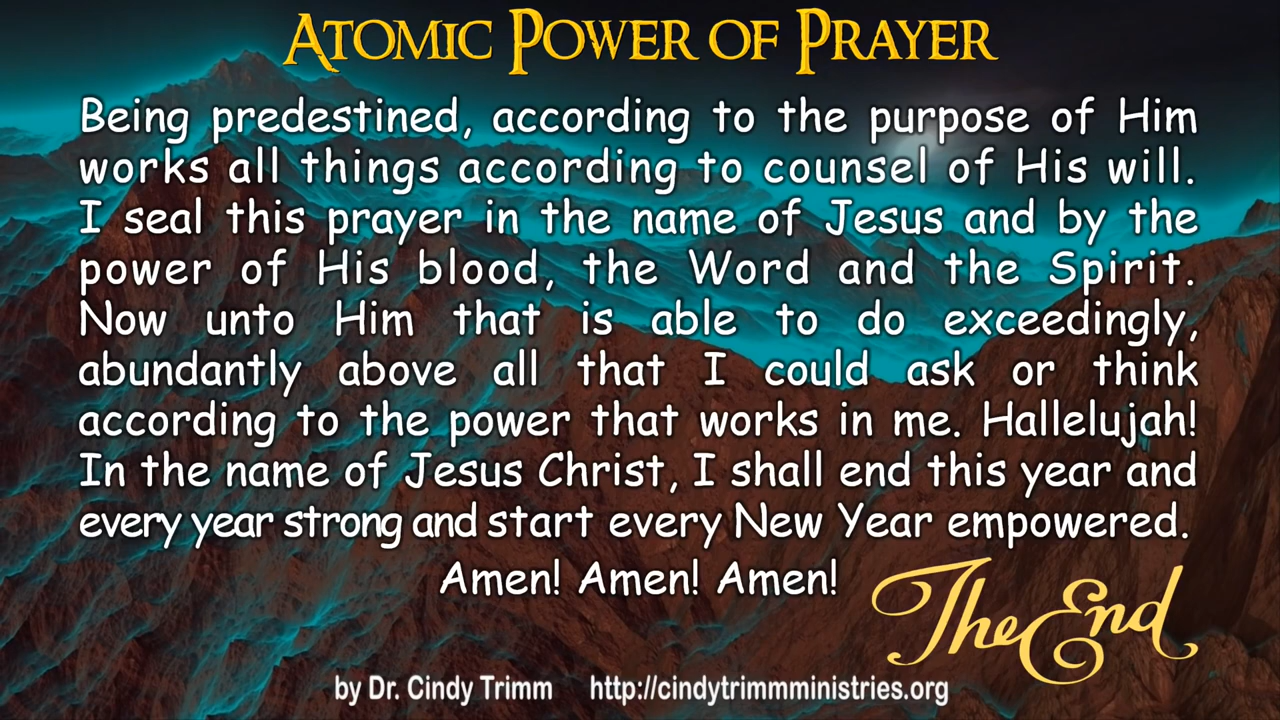 Atomic Power of Prayer
Being predestined, according to the purpose of Him
works all things according to counsel of His will.
I seal this prayer in the name of Jesus and by the
power of His blood, the Word and the Spirit.
Now unto Him that is able to do exceedingly,
abundantly above all that I could ask or think
according to the power that works in me. Hallelujah!
In the name of Jesus Christ, I shall end this year and
every year strong and start every New Year empowered.
Amen! Amen! Amen!
The End
by Dr. Cindy Trimm http://cindytrimmministries.org